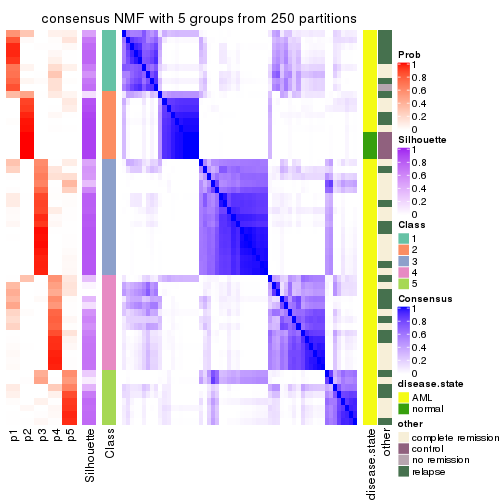 consensus NMF with 5 groups from 250 partitions
Prob
1
0.8
0.6
0.4
0.2
0
Silhouette
1
0.8
0.6
0.4
0.2
0
Class
1
2
3
4
5
Consensus
1
0.8
0.6
0.4
0.2
0
disease.state
AML
normal
other
complete remission
control
no remission
relapse
p1
p2
p3
p4
p5
Silhouette
Class
disease.state
other